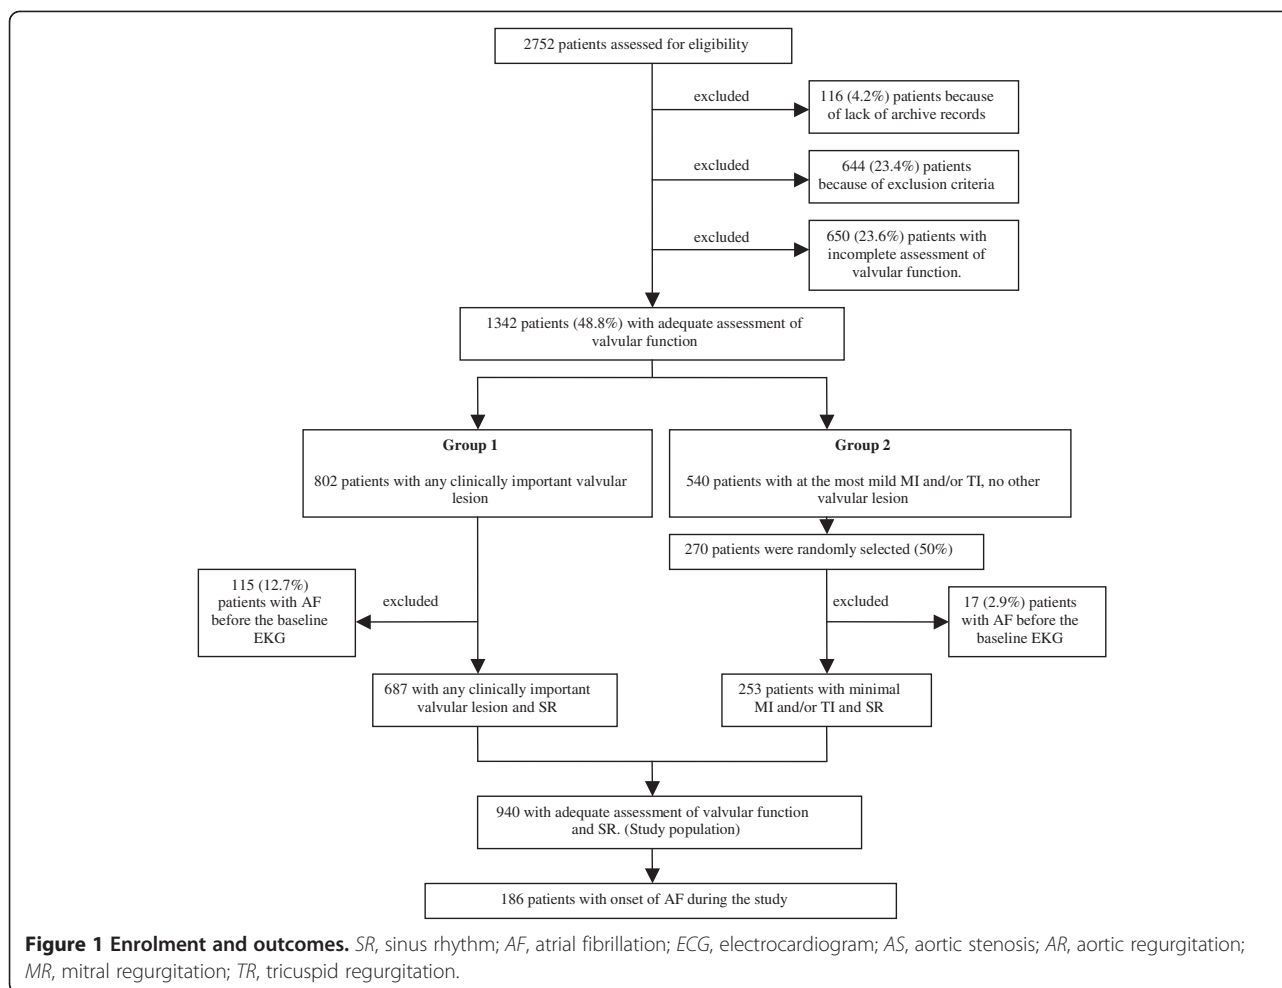 2752 patients assessed for eligibility
excluded
116 (4.2%) patients because
of lack of archive records
excluded
644 (23.4%) patients
because of exclusion criteria
excluded
650 (23.6%) patients with
incomplete assessment of
valvular function.
1342 patients (48.8%) with adequate assessment of
valvular function
Group 1
802 patients with any clinically important valvular
lesion
Group 2
540 patients with at the most mild MI and/or TI, no other
valvular lesion
270 patients were randomly selected (50%)
115 (12.7%)
patients with AF
before the baseline
EKG
excluded
excluded
17 (2.9%) patients
with AF before the
baseline EKG
687 with any clinically important
valvular lesion and SR
253 patients with minimal
MI and/or TI and SR
940 with adequate assessment of valvular function
and SR. (Study population)
186 patients with onset of AF during the study
Figure 1 Enrolment and outcomes. SR, sinus rhythm; AF, atrial fibrillation; ECG, electrocardiogram; AS, aortic stenosis; AR, aortic regurgitation;
MR, mitral regurgitation; TR, tricuspid regurgitation.